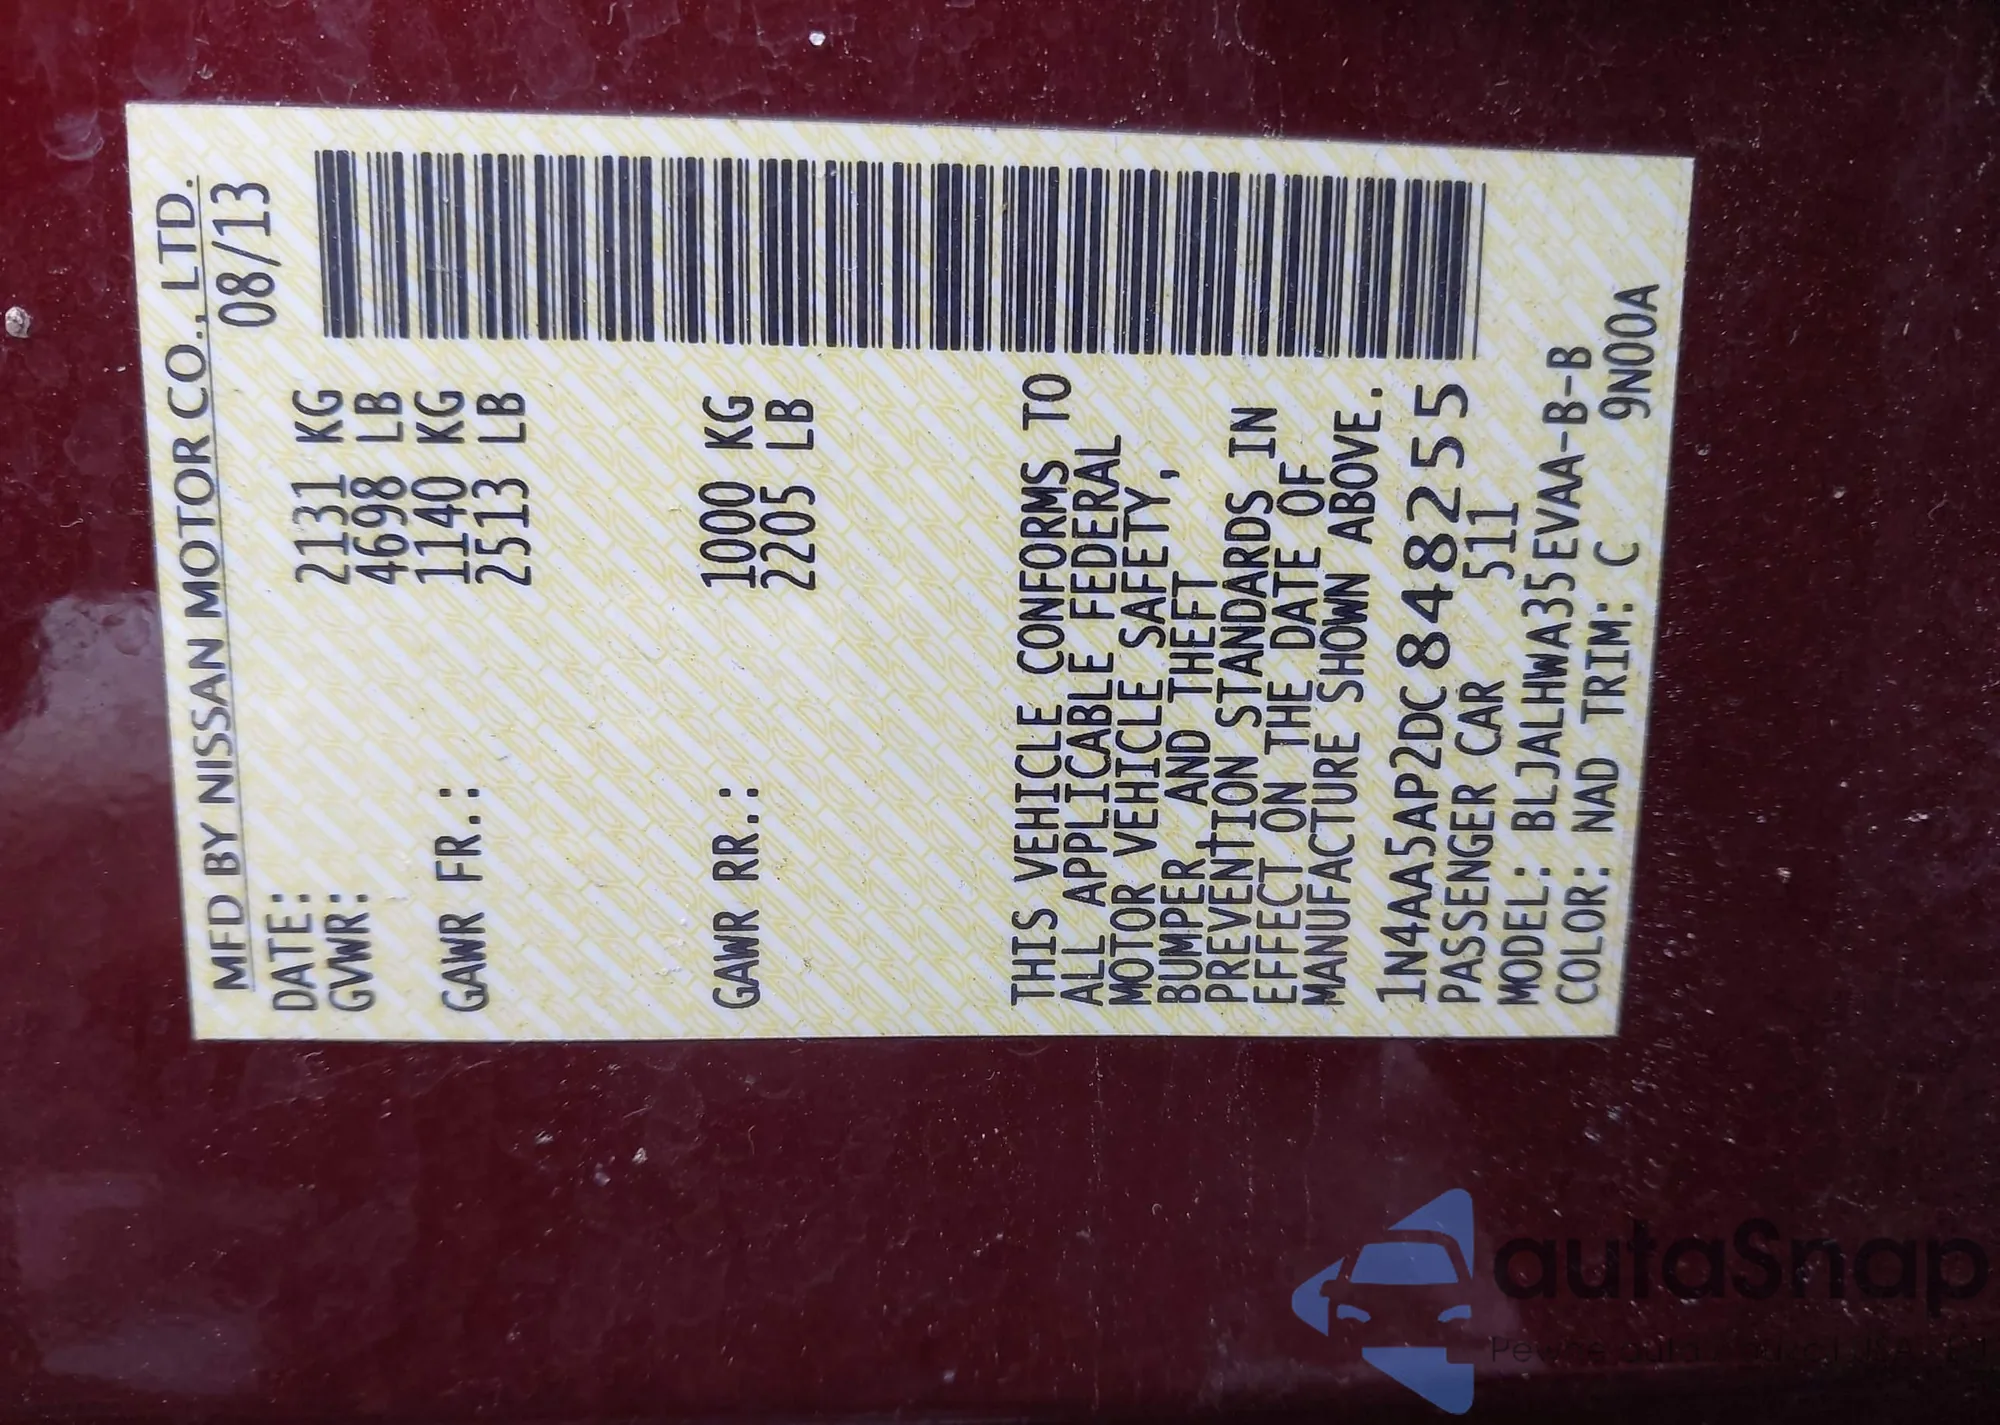 MFD BY NISSAN MOTOR CO., LTD.
DATE: 08/13
GVWR: 2131 KG
4698 LB
GAWR FR.: 1140 KG
2513 LB
GAWR RR.: 1000 KG
2205 LB
THIS VEHICLE CONFORMS TO
ALL APPLICABLE FEDERAL
MOTOR VEHICLE SAFETY,
BUMPER AND THEFT
PREVENTION STANDARDS IN
EFFECT ON THE DATE OF
MANUFACTURE SHOWN ABOVE.
1N4AA5AP2DC848255
PASSENGER CAR 511
MODEL: BLJALHWA35EVAA-B-B
COLOR: NAD TRIM: C 9N00A
autaSnap